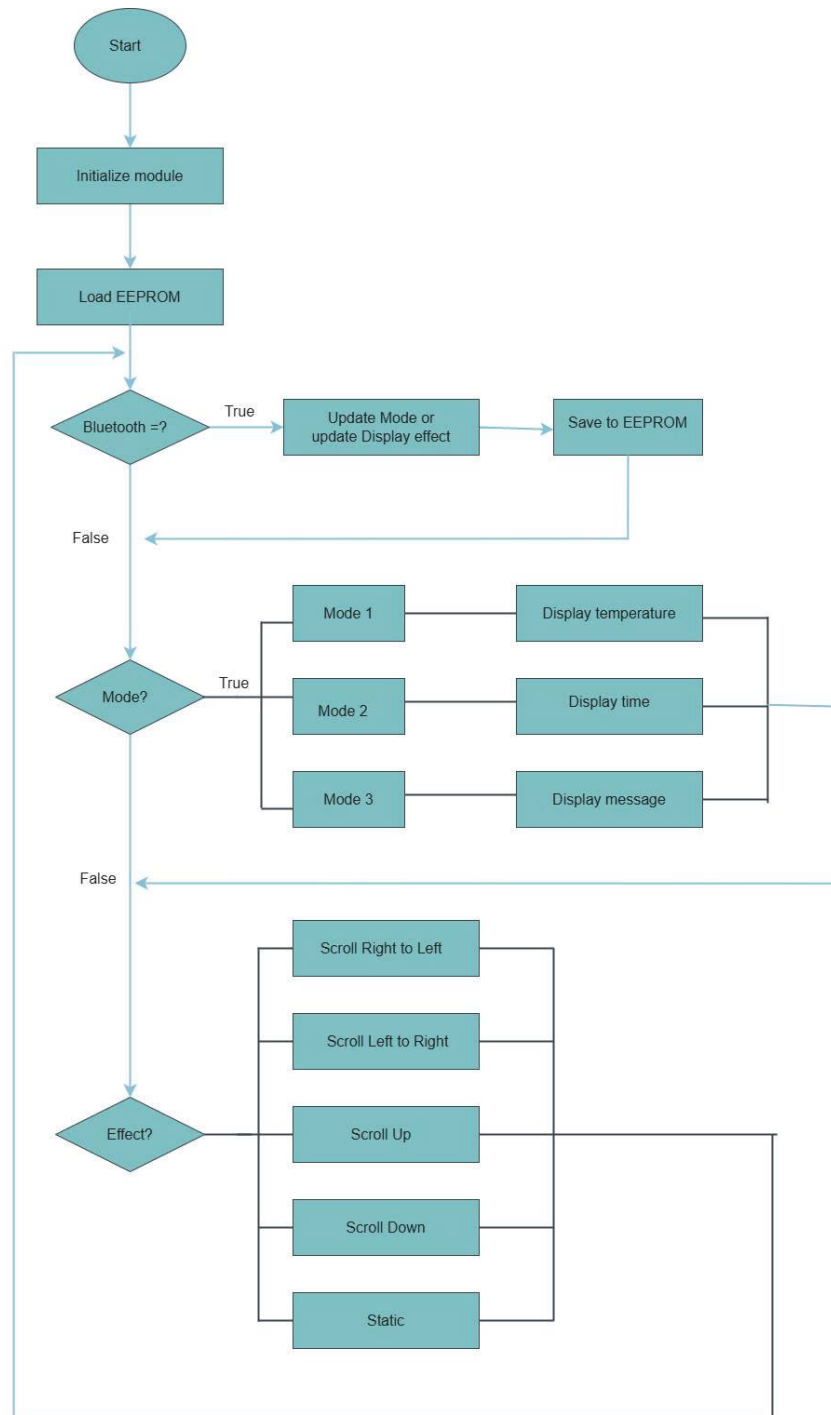 Start
Initialize module
Load EEPROM
Bluetooth =?
True
Update Mode or
update Display effect
Save to EEPROM
False
Mode?
True
Mode 1
Display temperature
Mode 2
Display time
Mode 3
Display message
False
Scroll Right to Left
Scroll Left to Right
Effect?
Scroll Up
Scroll Down
Static